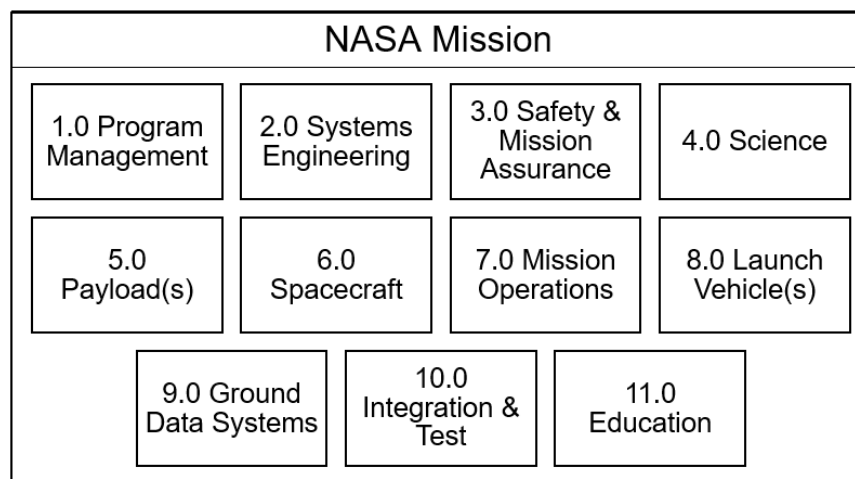 NASA Mission
1.0 Program
Management
2.0 Systems
Engineering
3.0 Safety &
Mission
Assurance
4.0 Science
5.0
Payload(s)
6.0
Spacecraft
7.0 Mission
Operations
8.0 Launch
Vehicle(s)
9.0 Ground
Data Systems
10.0
Integration &
Test
11.0
Education